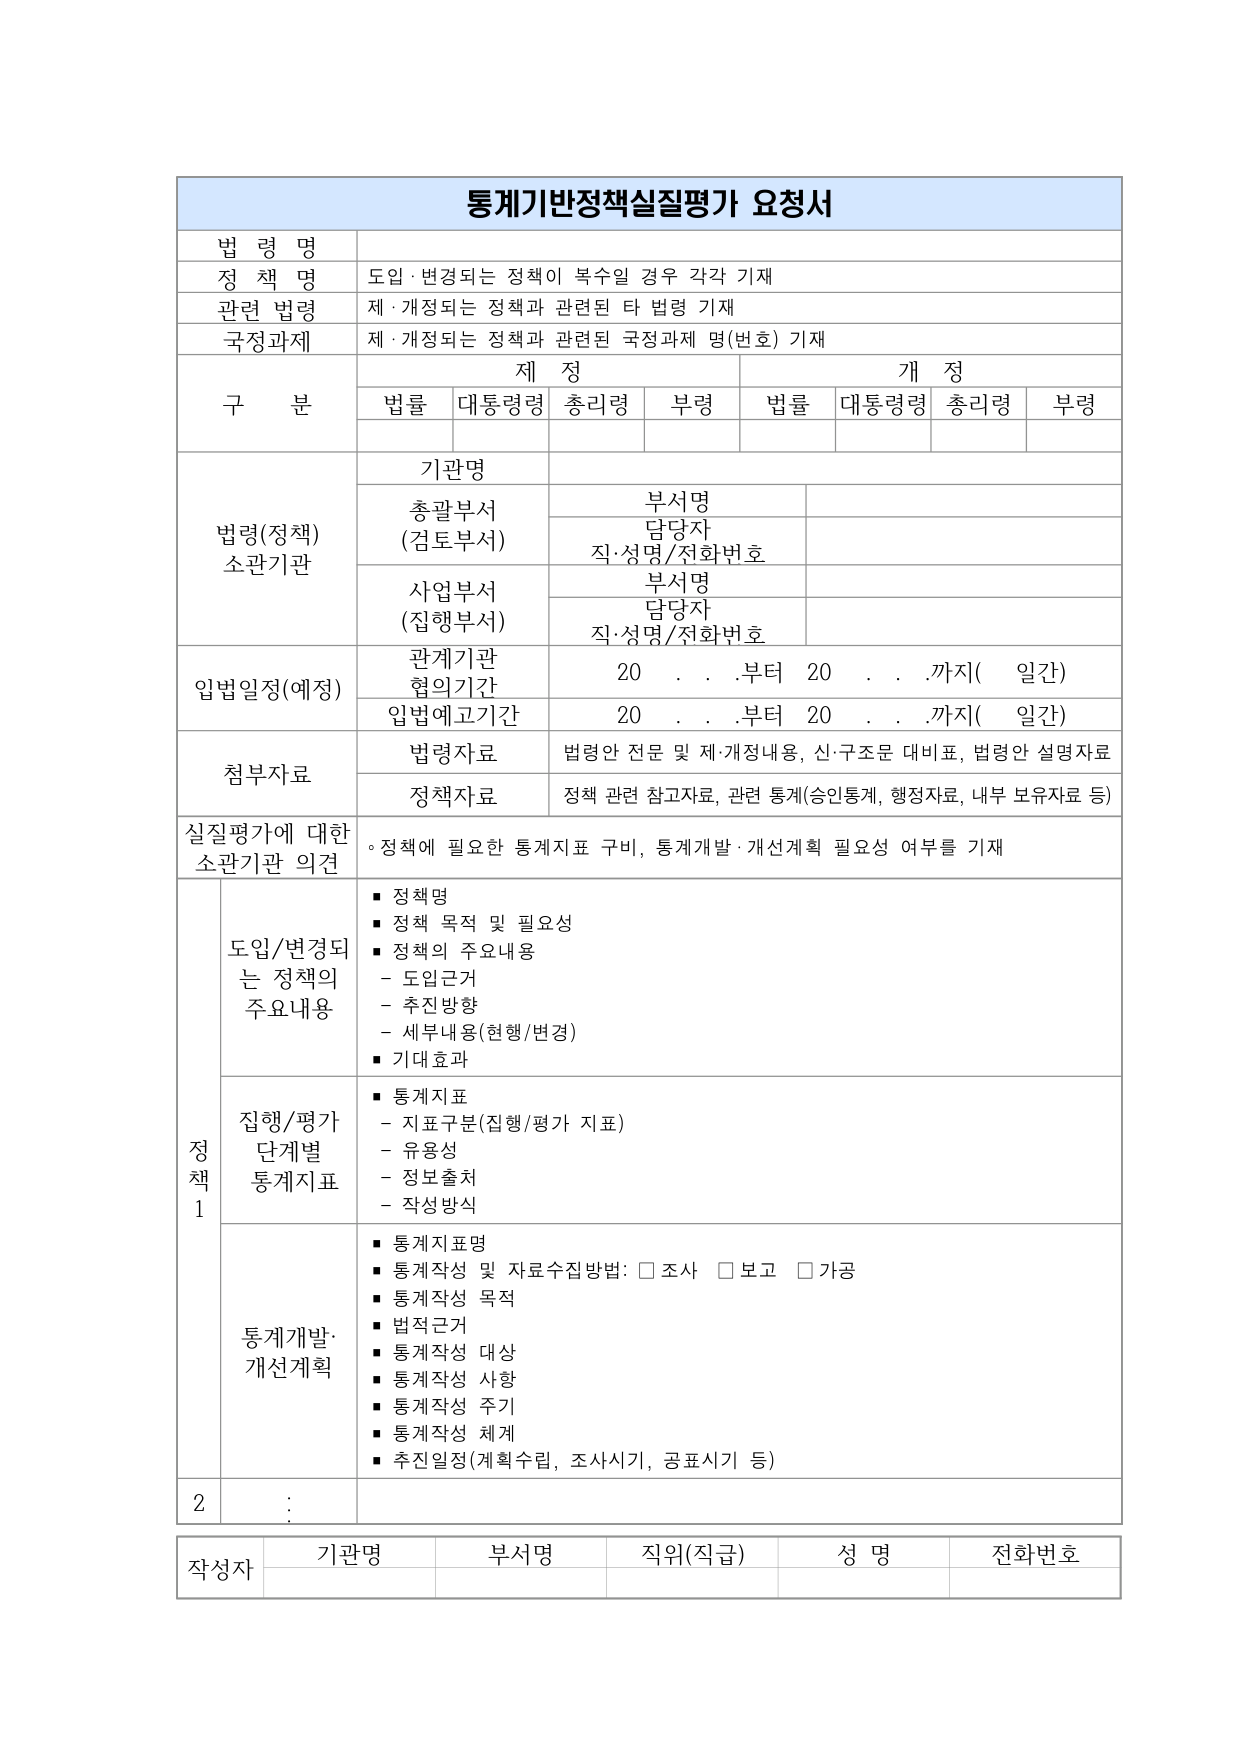 통계기반정책실질평가 요청서
법 령 명
정 책 명 도입·변경되는 정책이 복수일 경우 각각 기재
관련 법령 제·개정되는 정책과 관련된 타 법령 기재
국정과제 제·개정되는 정책과 관련된 국정과제 명(번호) 기재
제 정 개 정
구 분
법률 대통령령 총리령 부령 법률 대통령령 총리령 부령
기관명
법령(정책)
소관기관
총괄부서
(검토부서)
부서명
담당자
직·성명/전화번호
사업부서
(집행부서)
부서명
담당자
직·성명/전화번호
입법일정(예정)
관계기관
협의기간
20 . . .부터 20 . . .까지( 일간)
입법예고기간 20 . . .부터 20 . . .까지( 일간)
첨부자료
법령자료 법령안 전문 및 제·개정내용, 신·구조문 대비표, 법령안 설명자료
정책자료 정책 관련 참고자료, 관련 통계(승인통계, 행정자료, 내부 보유자료 등)
실질평가에 대한
소관기관 의견
◦정책에 필요한 통계지표 구비, 통계개발·개선계획 필요성 여부를 기재
정
책
1
도입/변경되
는 정책의
주요내용
▪ 정책명
▪ 정책 목적 및 필요성
▪ 정책의 주요내용
– 도입근거
– 추진방향
– 세부내용(현행/변경)
▪ 기대효과
집행/평가
단계별
통계지표
▪ 통계지표
– 지표구분(집행/평가 지표)
– 유용성
– 정보출처
– 작성방식
통계개발·
개선계획
▪ 통계지표명
▪ 통계작성 및 자료수집방법: □조사 □보고 □가공
▪ 통계작성 목적
▪ 법적근거
▪ 통계작성 대상
▪ 통계작성 사항
▪ 통계작성 주기
▪ 통계작성 체계
▪ 추진일정(계획수립, 조사시기, 공표시기 등)
2 :
작성자
기관명 부서명 직위(직급) 성 명 전화번호